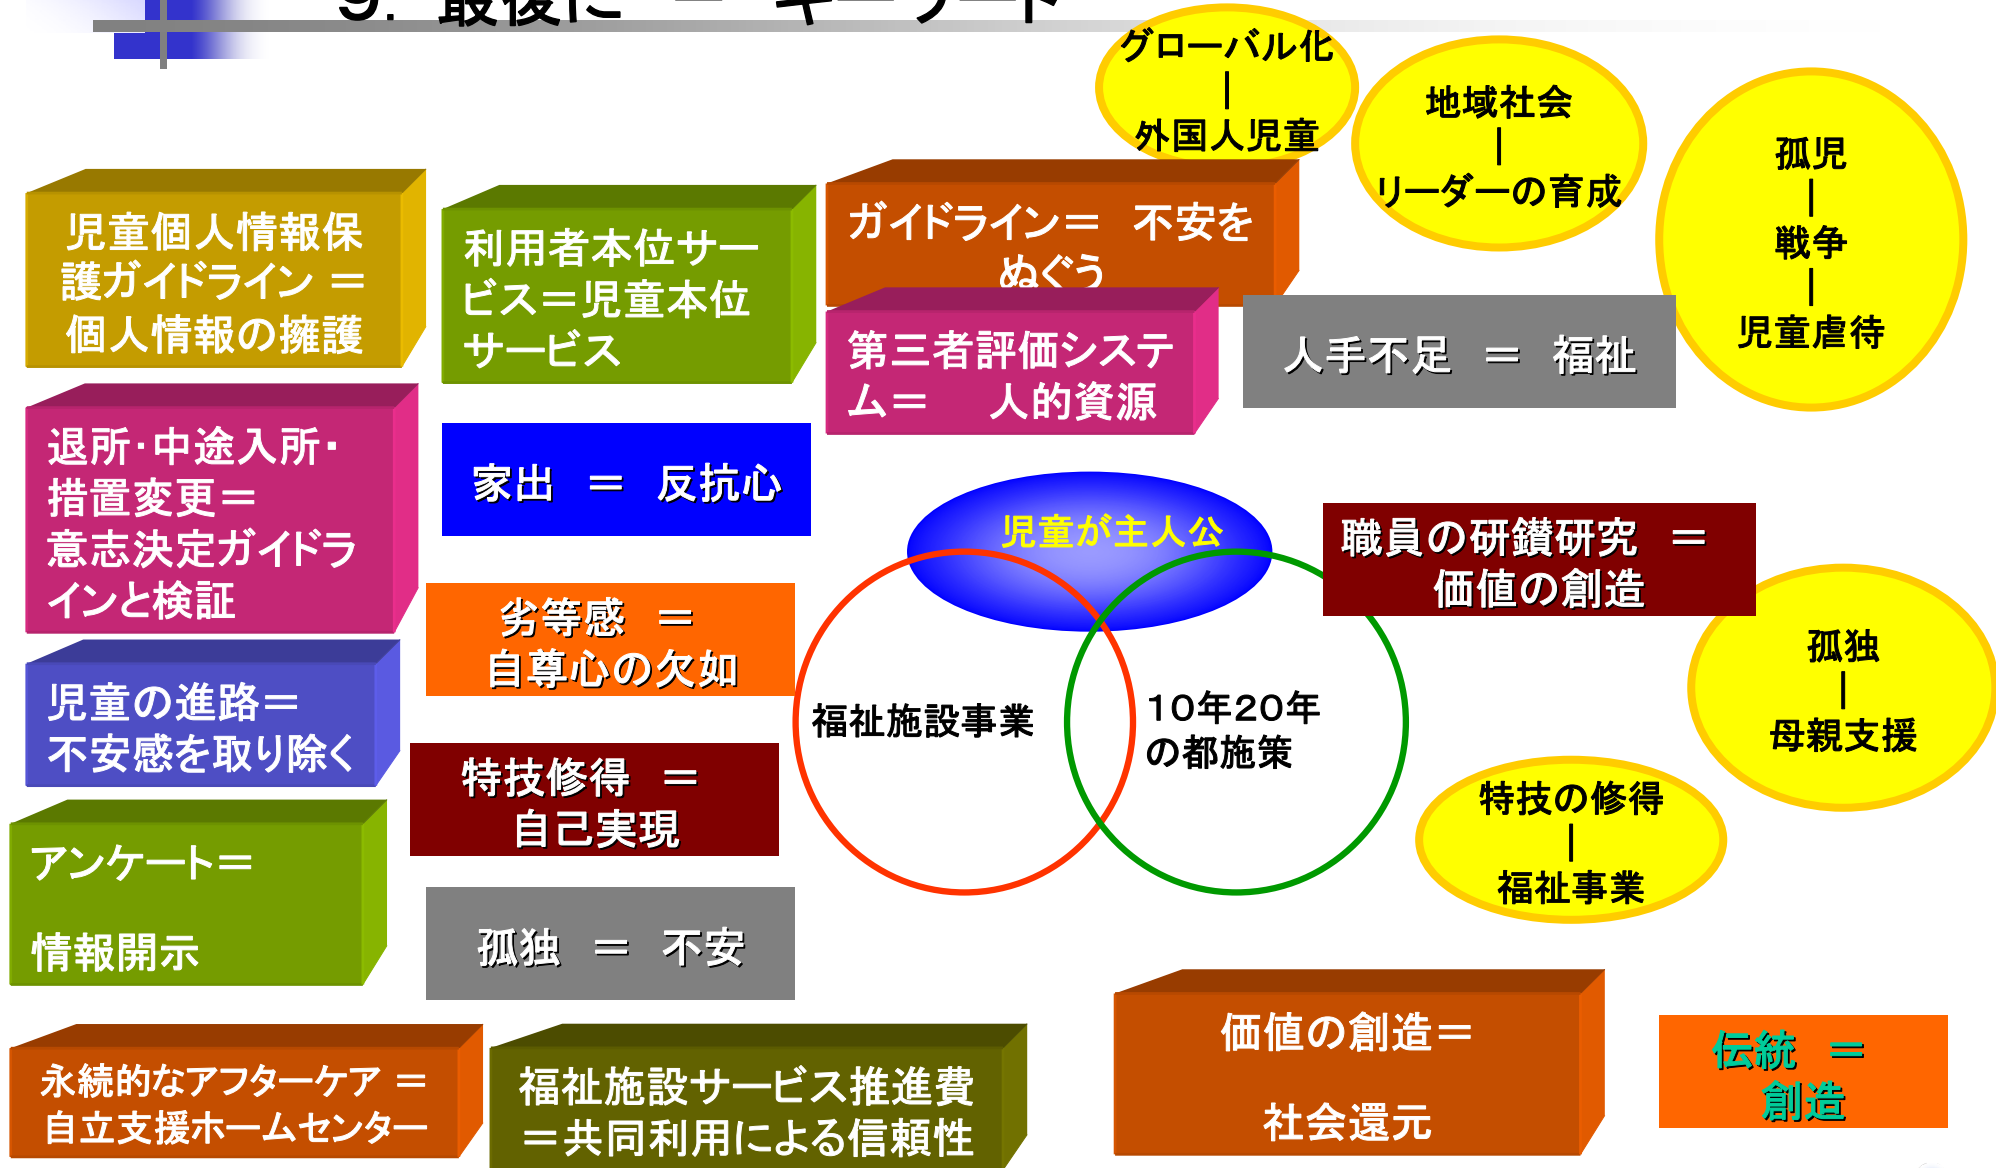 9. 最後に － キーワード
グローバル化
｜
外国人児童
地域社会
｜
リーダーの育成
孤児
｜
戦争
｜
児童虐待
児童個人情報保
護ガイドライン ＝
個人情報の擁護
利用者本位サー
ビス＝児童本位
サービス
ガイドライン＝ 不安を
ぬぐう
第三者評価システ
ム＝ 人的資源
人手不足 ＝ 福祉
退所・中途入所・
措置変更＝
意志決定ガイドラ
インと検証
家出 ＝ 反抗心
児童が主人公
職員の研鑚研究 ＝
価値の創造
劣等感 ＝
自尊心の欠如
児童の進路＝
不安感を取り除く
福祉施設事業
10年20年
の都施策
孤独
｜
母親支援
特技修得 ＝
自己実現
特技の修得
｜
福祉事業
アンケート＝
情報開示
孤独 ＝ 不安
価値の創造＝
社会還元
伝統 ＝
創造
永続的なアフターケア ＝
自立支援ホームセンター
福祉施設サービス推進費
＝共同利用による信頼性